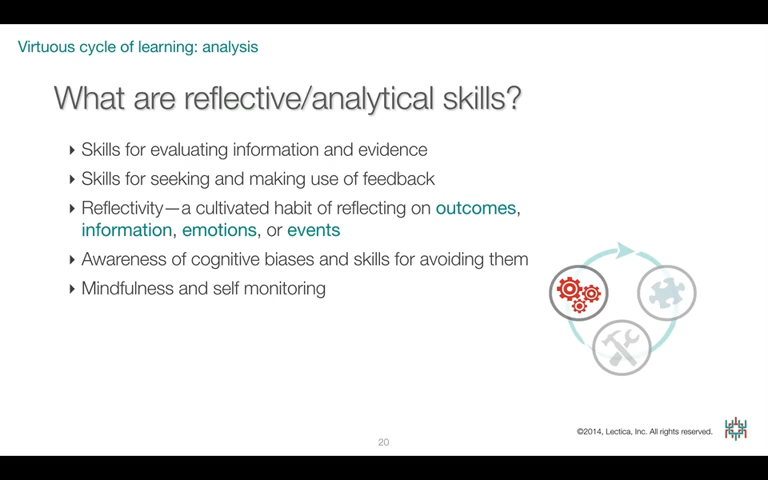 Virtuous cycle of learning: analysis
What are reflective/analytical skills?
Skills for evaluating information and evidence
Skills for seeking and making use of feedback
Reflectivity—a cultivated habit of reflecting on outcomes,
information, emotions, or events
Awareness of cognitive biases and skills for avoiding them
Mindfulness and self monitoring
©2014, Lectica, Inc. All rights reserved.
20